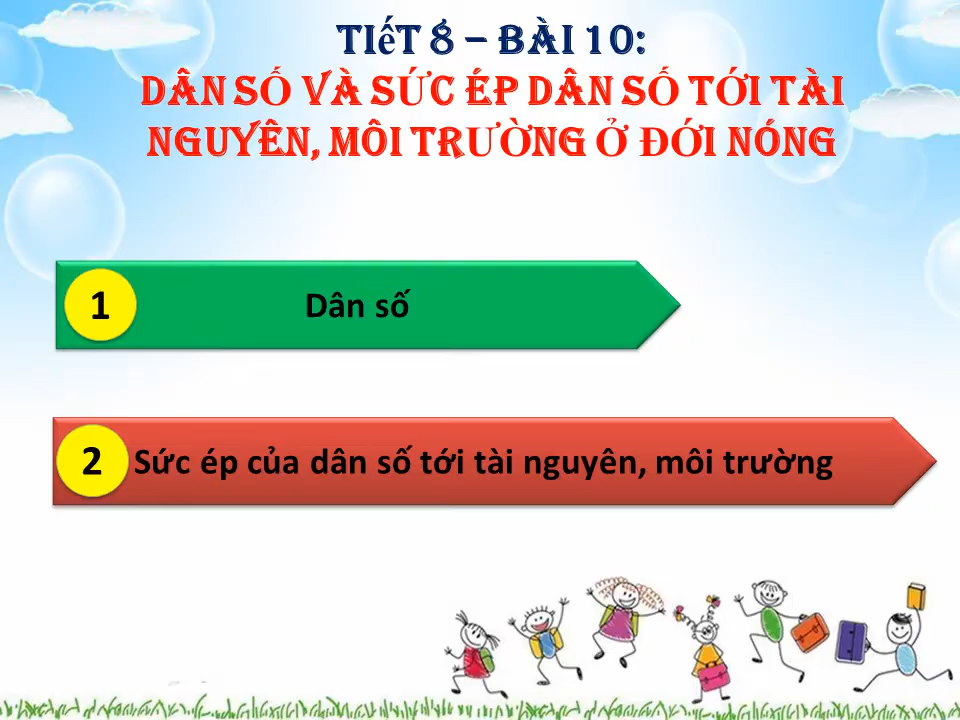 TIếT 8 – BÀI 10:
DÂN SỐ VÀ SỨC ÉP DÂN SỐ TỚI TÀI
NGUYÊN, MÔI TRƯỜNG Ở ĐỚI NÓNG
1 Dân số
2 Sức ép của dân số tới tài nguyên, môi trường